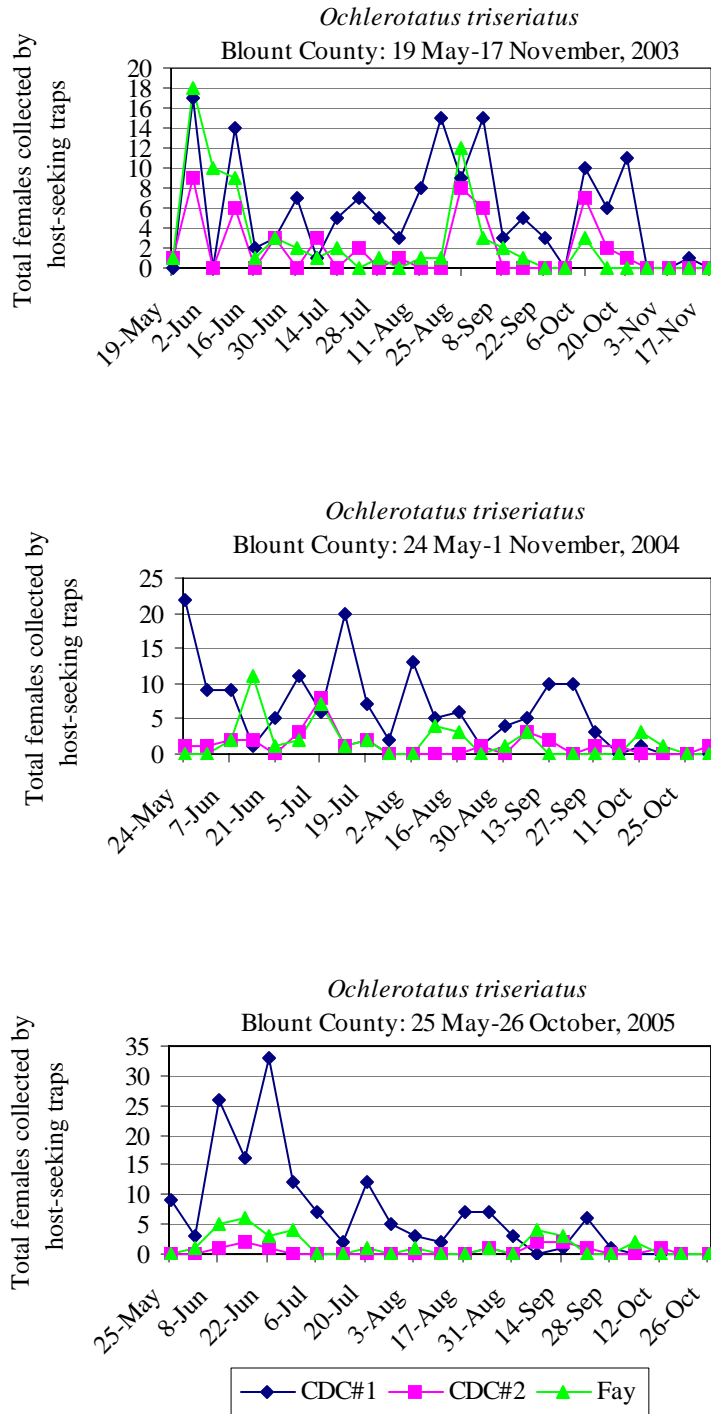 Ochlerotatus triseriatus
Blount County: 19 May-17 November, 2003
Total females collected by
host-seeking traps
20
18
16
14
12
10
8
6
4
2
0
19-May
2-Jun
16-Jun
30-Jun
14-Jul
28-Jul
11-Aug
25-Aug
8-Sep
22-Sep
6-Oct
20-Oct
3-Nov
17-Nov
Ochlerotatus triseriatus
Blount County: 24 May-1 November, 2004
Total females collected by
host-seeking traps
25
20
15
10
5
0
24-May
7-Jun
21-Jun
5-Jul
19-Jul
2-Aug
16-Aug
30-Aug
13-Sep
27-Sep
11-Oct
25-Oct
Ochlerotatus triseriatus
Blount County: 25 May-26 October, 2005
Total females collected by
host-seeking traps
35
30
25
20
15
10
5
0
25-May
8-Jun
22-Jun
6-Jul
20-Jul
3-Aug
17-Aug
31-Aug
14-Sep
28-Sep
12-Oct
26-Oct
CDC#1 CDC#2 Fay